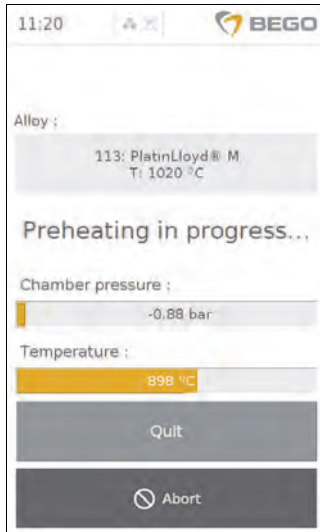 11:20
BEGO
Alloy :
113: PlatinLloyd® M
T: 1020 °C
Preheating in progress...
Chamber pressure :
-0.88 bar
Temperature :
898 °C
Quit
Abort